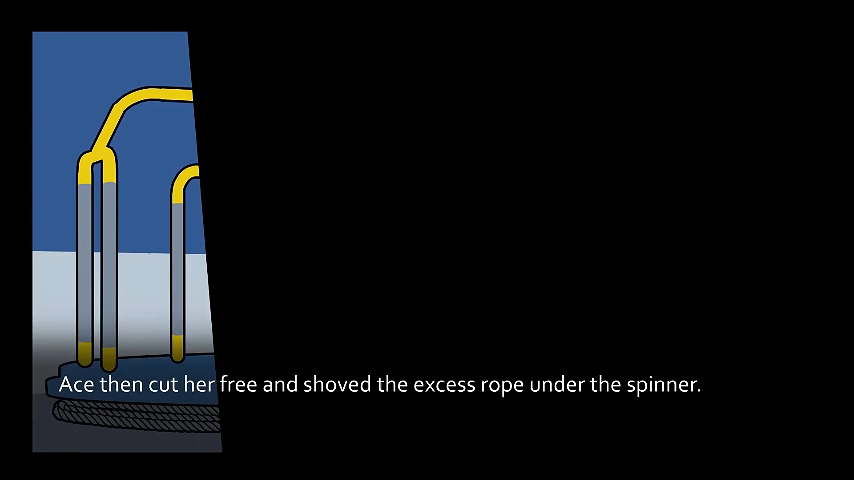 Ace then cut her free and shoved the excess rope under the spinner.